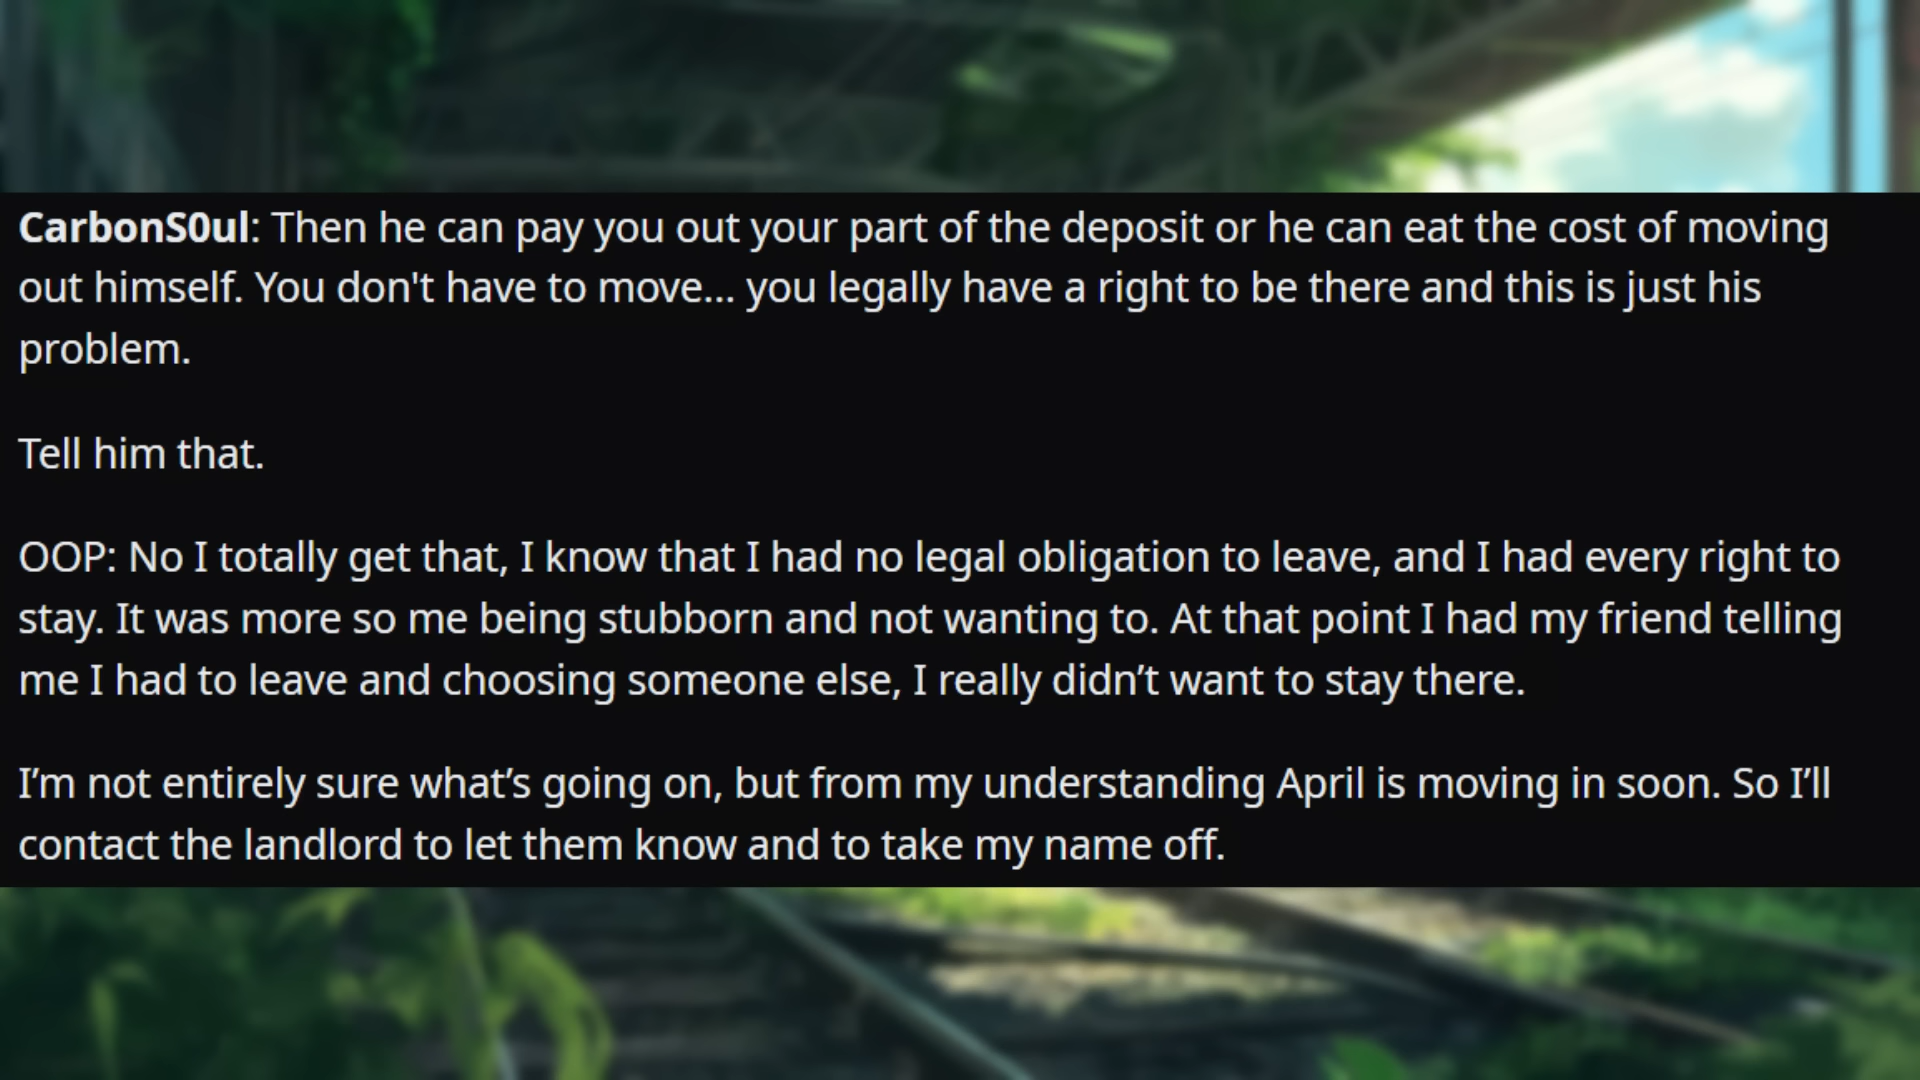 CarbonS0ul: Then he can pay you out your part of the deposit or he can eat the cost of moving
out himself. You don't have to move... you legally have a right to be there and this is just his
problem.
Tell him that.
OOP: No I totally get that, I know that I had no legal obligation to leave, and I had every right to
stay. It was more so me being stubborn and not wanting to. At that point I had my friend telling
me I had to leave and choosing someone else, I really didn’t want to stay there.
I’m not entirely sure what’s going on, but from my understanding April is moving in soon. So I’ll
contact the landlord to let them know and to take my name off.